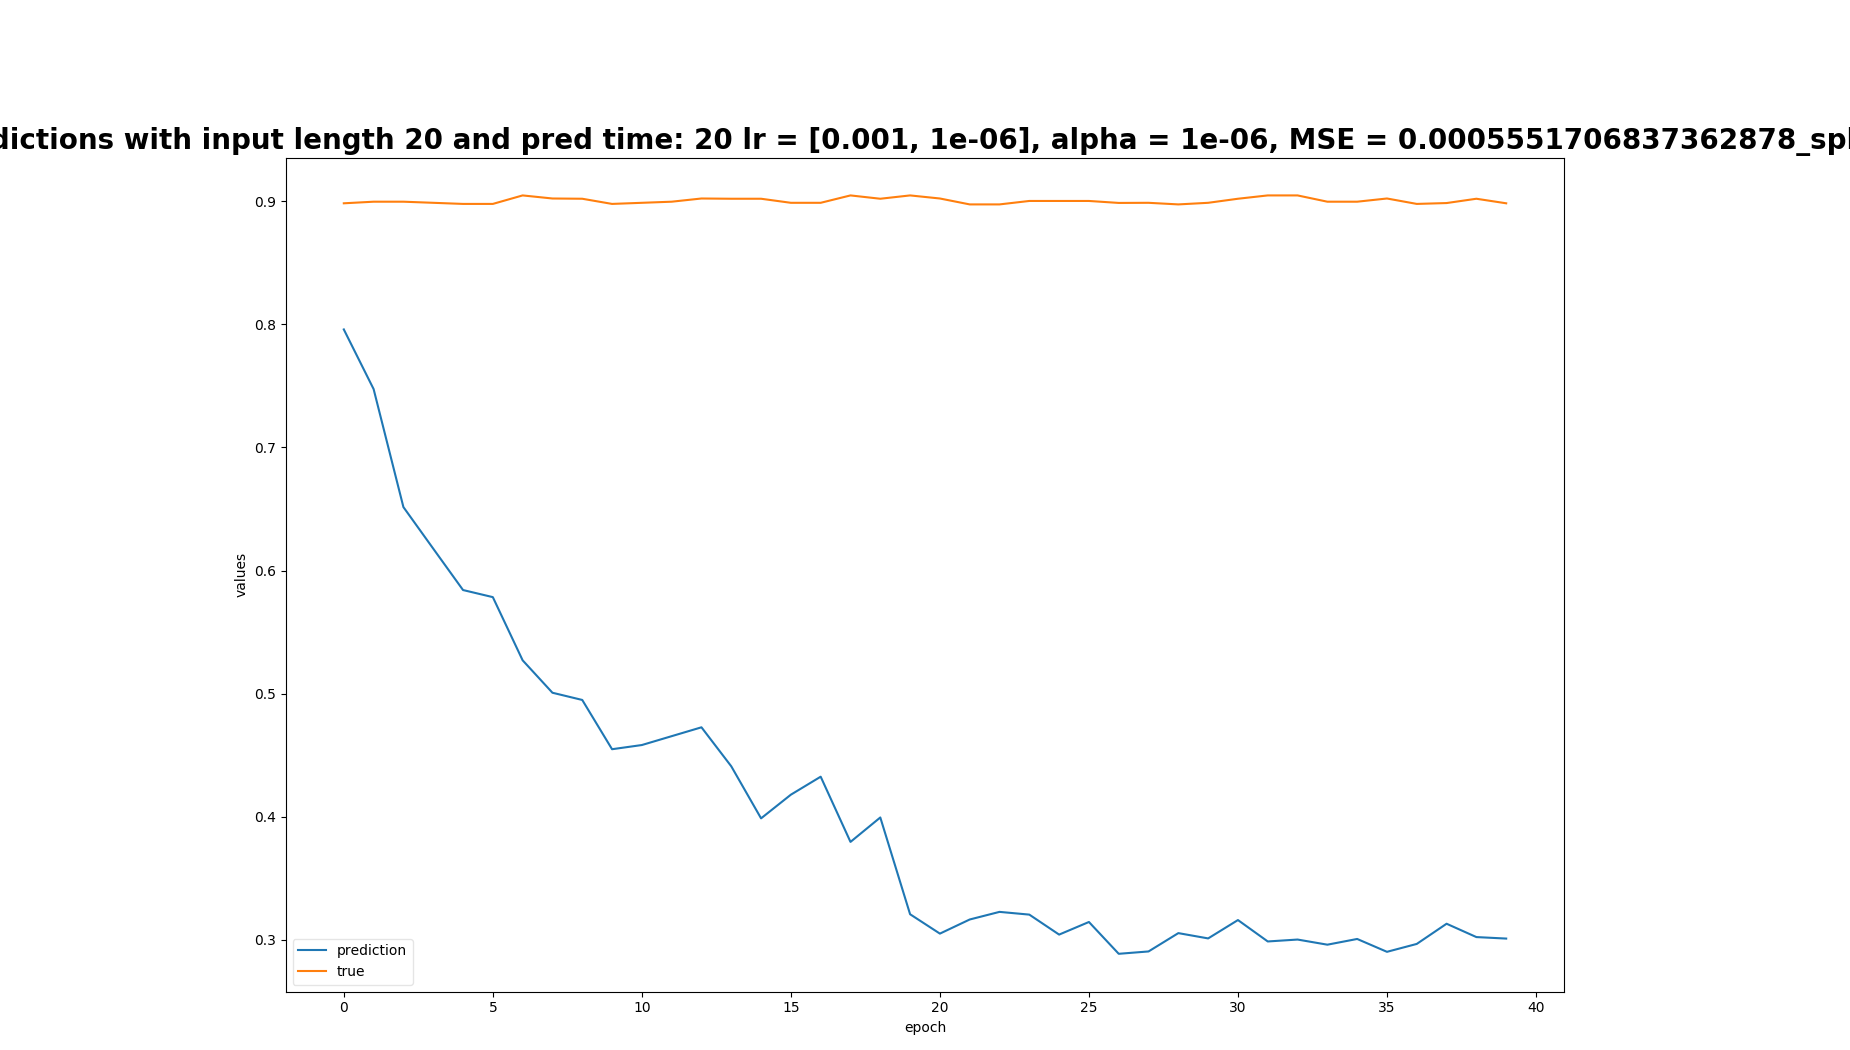 dictions with input length 20 and pred time: 20 lr = [0.001, 1e-06], alpha = 1e-06, MSE = 0.0005551706837362878_spl
0.9
0.8
0.7
0.6
values
0.5
0.4
0.3
prediction
true
0 5 10 15 20 25 30 35 40
epoch